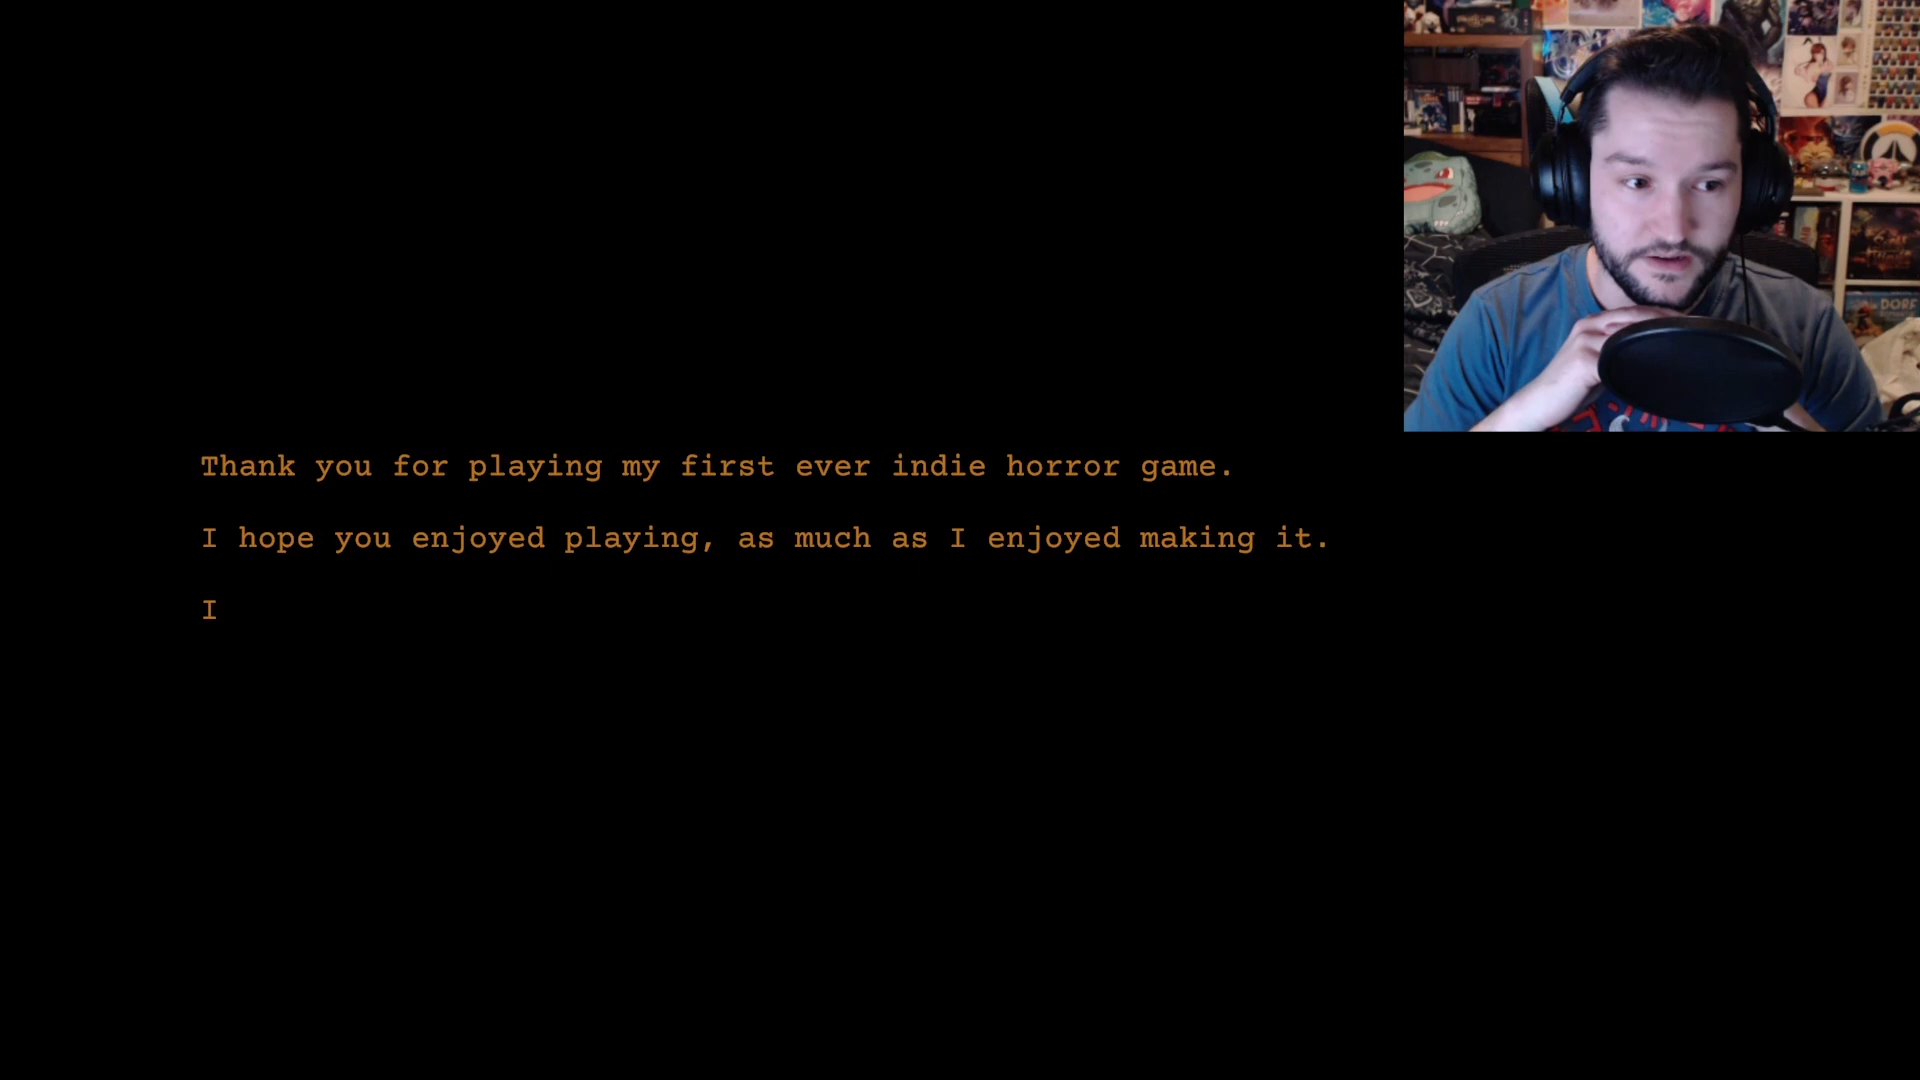 Thank you for playing my first ever indie horror game.
I hope you enjoyed playing, as much as I enjoyed making it.
I